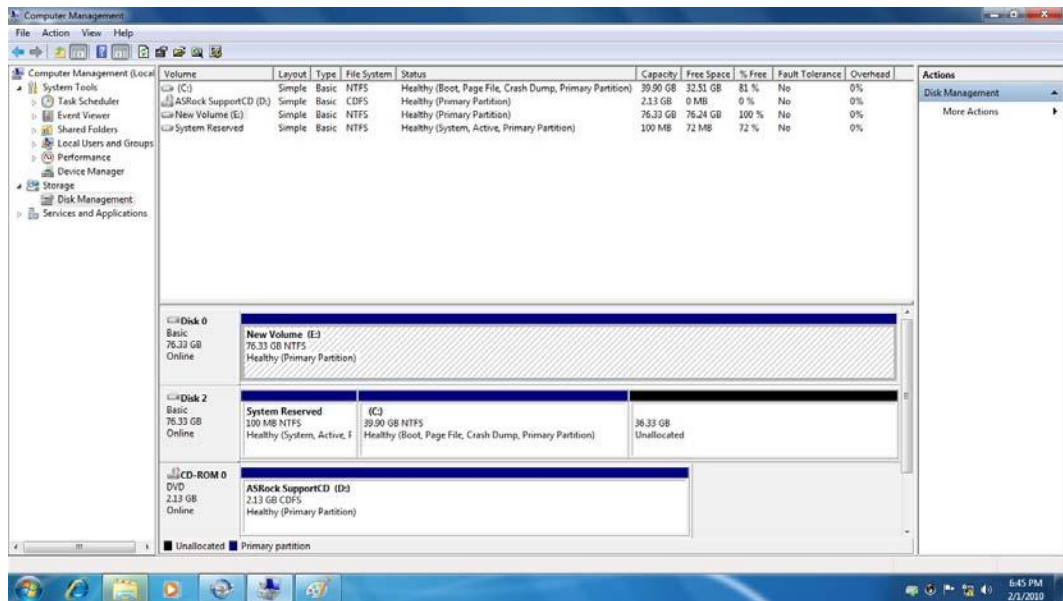 Computer Management
File Action View Help
Computer Management (Local
System Tools
Task Scheduler
Event Viewer
Shared Folders
Local Users and Groups
Performance
Device Manager
Storage
Disk Management
Services and Applications
Volume Layout Type File System Status Capacity Free Space % Free Fault Tolerance Overhead
(C:) Simple Basic NTFS Healthy (Boot, Page File, Crash Dump, Primary Partition) 39.90 GB 32.51 GB 81 % No 0%
ASRock SupportCD (D:) Simple Basic CDFS Healthy (Primary Partition) 2.13 GB 0 MB 0 % No 0%
New Volume (E:) Simple Basic NTFS Healthy (Primary Partition) 76.33 GB 76.24 GB 100 % No 0%
System Reserved Simple Basic NTFS Healthy (System, Active, Primary Partition) 100 MB 72 MB 72 % No 0%
Actions
Disk Management
More Actions
Disk 0
Basic
76.33 GB
Online
New Volume (E:)
76.33 GB NTFS
Healthy (Primary Partition)
Disk 2
Basic
76.33 GB
Online
System Reserved
100 MB NTFS
Healthy (System, Active, F
(C:)
39.90 GB NTFS
Healthy (Boot, Page File, Crash Dump, Primary Partition)
36.33 GB
Unallocated
CD-ROM 0
DVD
2.13 GB
Online
ASRock SupportCD (D:)
2.13 GB CDFS
Healthy (Primary Partition)
Unallocated Primary partition
6:45 PM
2/1/2010